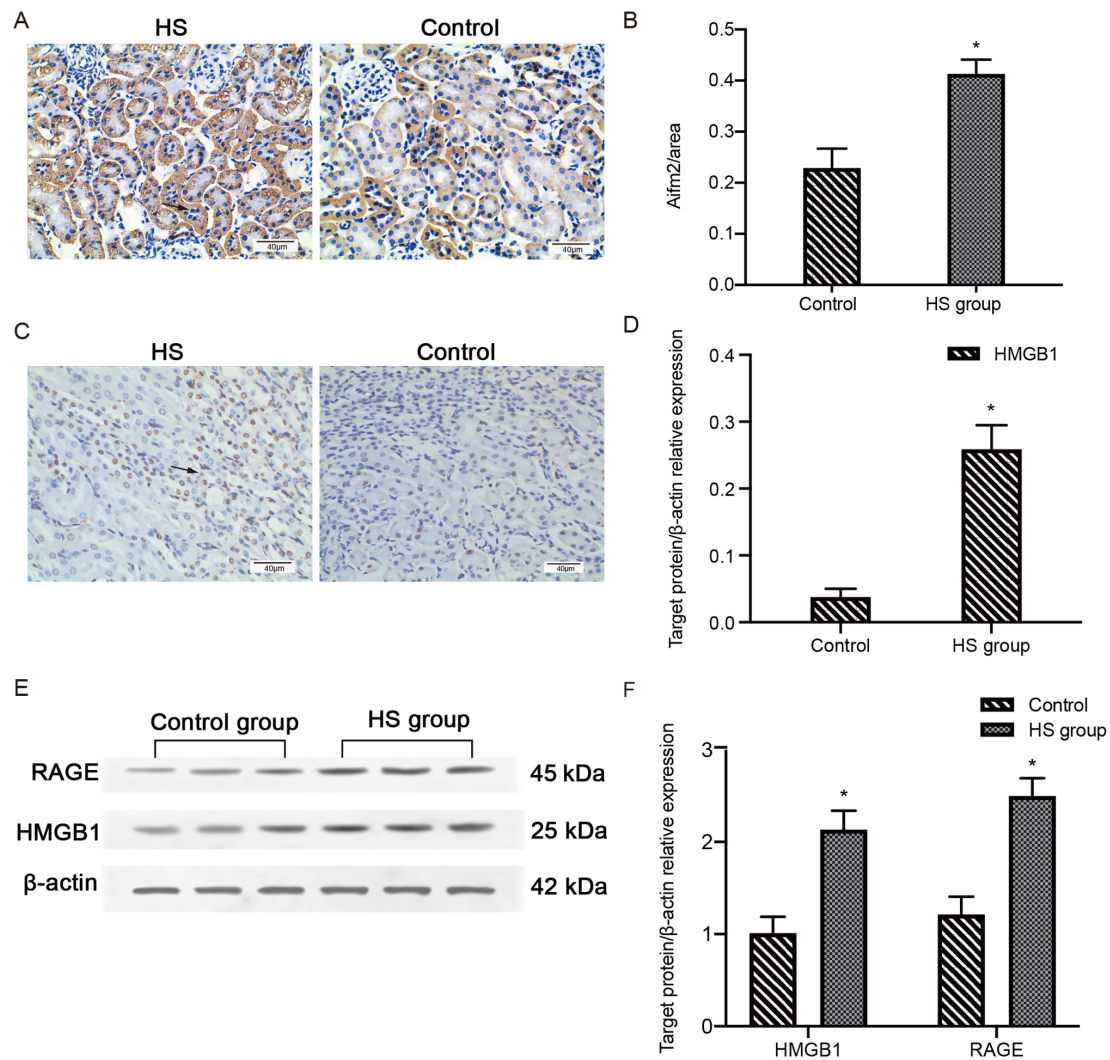 A
HS
Control
40μm
40μm
B
0.5
0.4
0.3
0.2
0.1
0.0
Aifm2/area
*
Control
HS group
C
HS
Control
40μm
40μm
D
HMGB1
0.4
0.3
0.2
0.1
0.0
Target protein/β-actin relative expression
*
Control
HS group
E
Control group
HS group
RAGE
45 kDa
HMGB1
25 kDa
β-actin
42 kDa
F
Control
HS group
3
2
1
0
Target protein/β-actin relative expression
*
*
HMGB1
RAGE